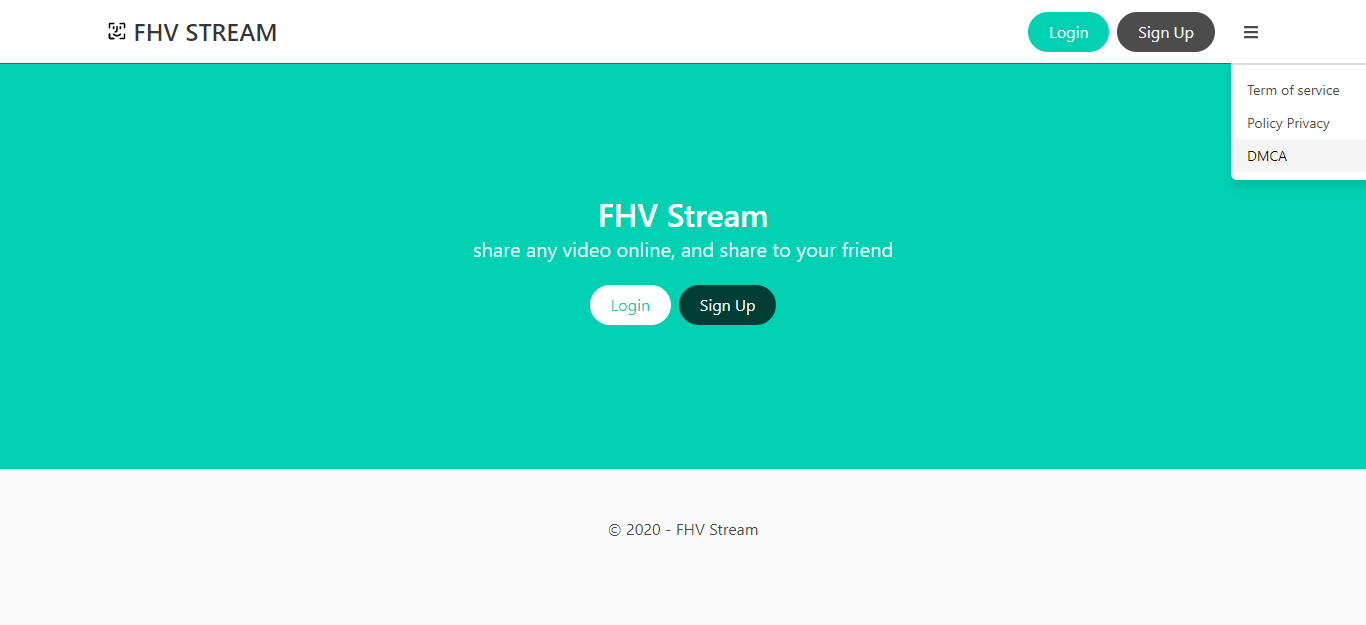 FHV STREAM
Login
Sign Up
Term of service
Policy Privacy
DMCA
FHV Stream
share any video online, and share to your friend
Login
Sign Up
© 2020 - FHV Stream